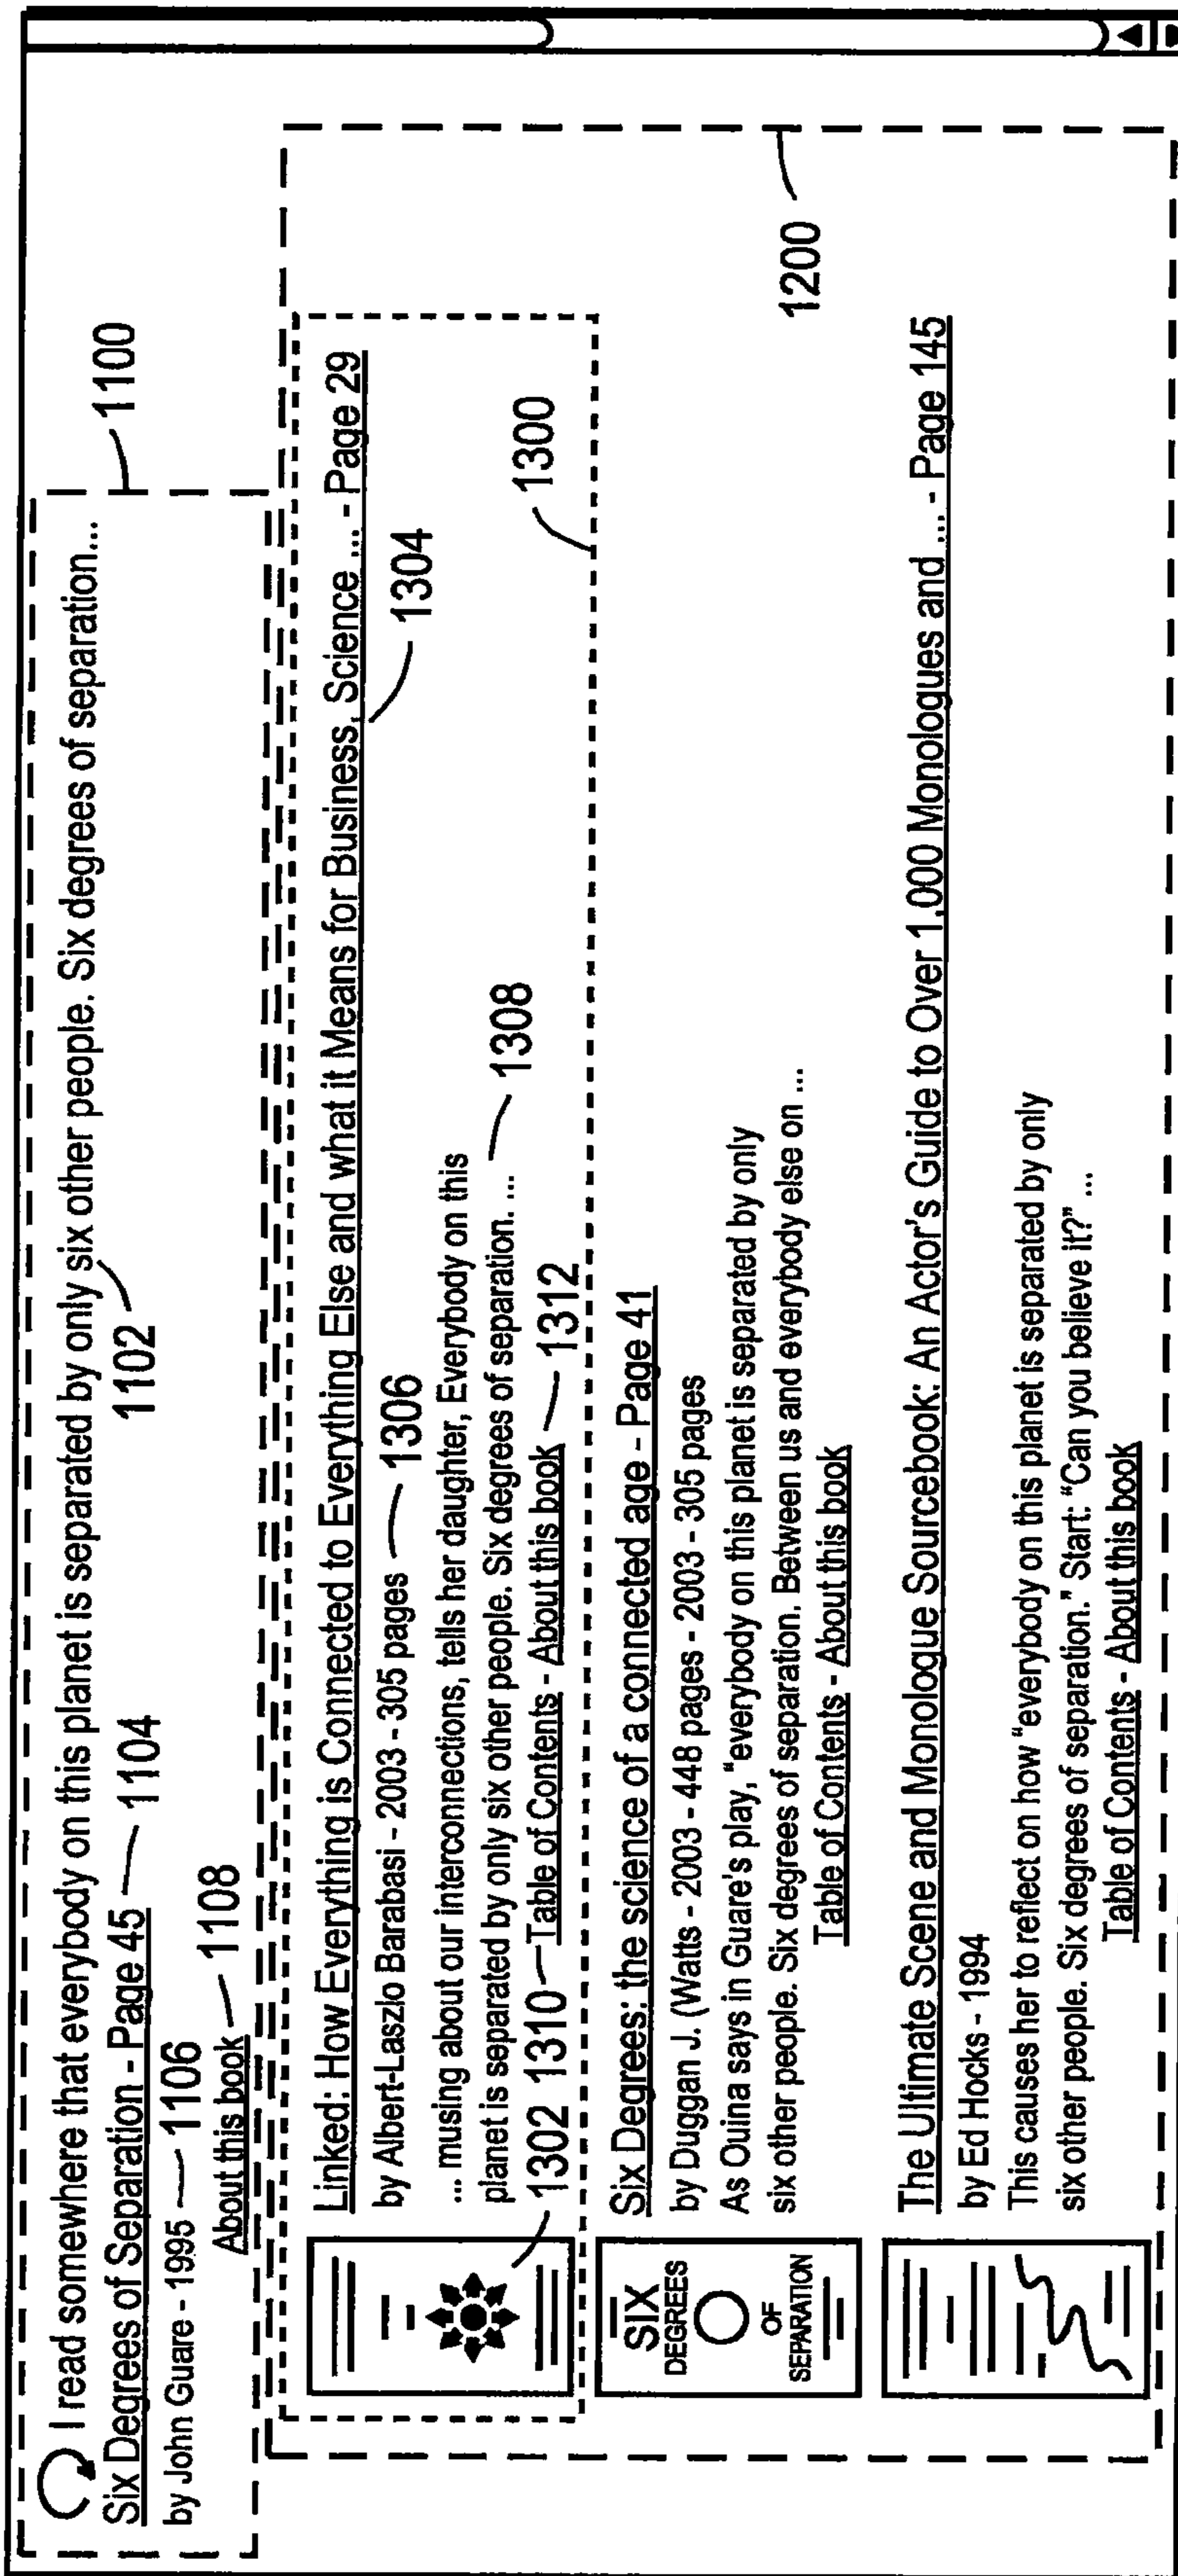 I read somewhere that everybody on this planet is separated by only six other people. Six degrees of separation...
1102
1100
Six Degrees of Separation - Page 45 1104
by John Guare - 1995 1106
About this book 1108
Linked: How Everything is Connected to Everything Else and what it Means for Business, Science ... - Page 29
1304
by Albert-Laszlo Barabasi - 2003 - 305 pages 1306
... musing about our interconnections, tells her daughter, Everybody on this
planet is separated by only six other people. Six degrees of separation. ... 1308
1302 1310 Table of Contents - About this book 1312
1300
Six Degrees: the science of a connected age - Page 41
by Duggan J. (Watts - 2003 - 448 pages - 2003 - 305 pages
As Ouina says in Guare's play, "everybody on this planet is separated by only
six other people. Six degrees of separation. Between us and everybody else on ...
Table of Contents - About this book
1200
SIX
DEGREES
OF
SEPARATION
The Ultimate Scene and Monologue Sourcebook: An Actor's Guide to Over 1,000 Monologues and ... - Page 145
by Ed Hocks - 1994
This causes her to reflect on how "everybody on this planet is separated by only
six other people. Six degrees of separation." Start: "Can you believe it?" ...
Table of Contents - About this book